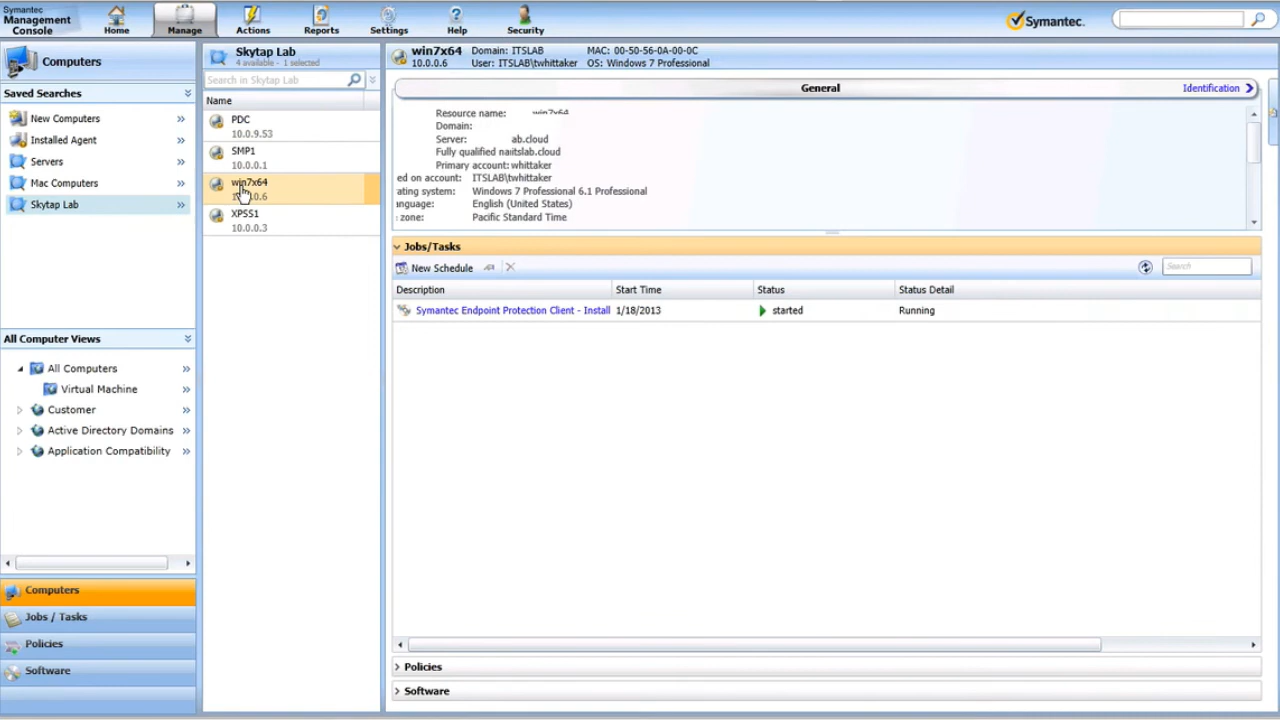 Symantec
Management
Console
Home
Manage
Actions
Reports
Settings
Help
Security
Symantec.
Computers
Saved Searches
New Computers
Installed Agent
Servers
Mac Computers
Skytap Lab
All Computer Views
All Computers
Virtual Machine
Customer
Active Directory Domains
Application Compatibility
Computers
Jobs / Tasks
Policies
Software
Skytap Lab
4 available - 1 selected
Search in Skytap Lab
Name
PDC
10.0.9.53
SMP1
10.0.0.1
win7x64
XPSS1
10.0.0.3
win7x64 Domain: ITSLAB MAC: 00-50-56-0A-00-0C
10.0.0.6 User: ITSLAB\twhittaker OS: Windows 7 Professional
General
Identification
Resource name: win7x64
Domain:
Server: ab.cloud
Fully qualified naitslab.cloud
Primary account: whittaker
ed on account: ITSLAB\whittaker
ating system: Windows 7 Professional 6.1 Professional
nguage: English (United States)
zone: Pacific Standard Time
Jobs/Tasks
New Schedule
Search
Description Start Time Status Status Detail
Symantec Endpoint Protection Client - Install 1/18/2013 started Running
Policies
Software